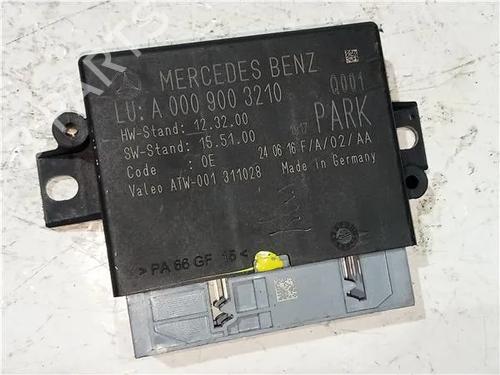 MERCEDES BENZ
LU: A 000 900 3210
Q001
HW-Stand: 12.32.00
PARK
SW-Stand: 15.51.00
Code : 0E
24 06 16 F/A/02/AA
Valeo ATW-001 311028
Made in Germany
> PA 66 GF 15 <
PARTS